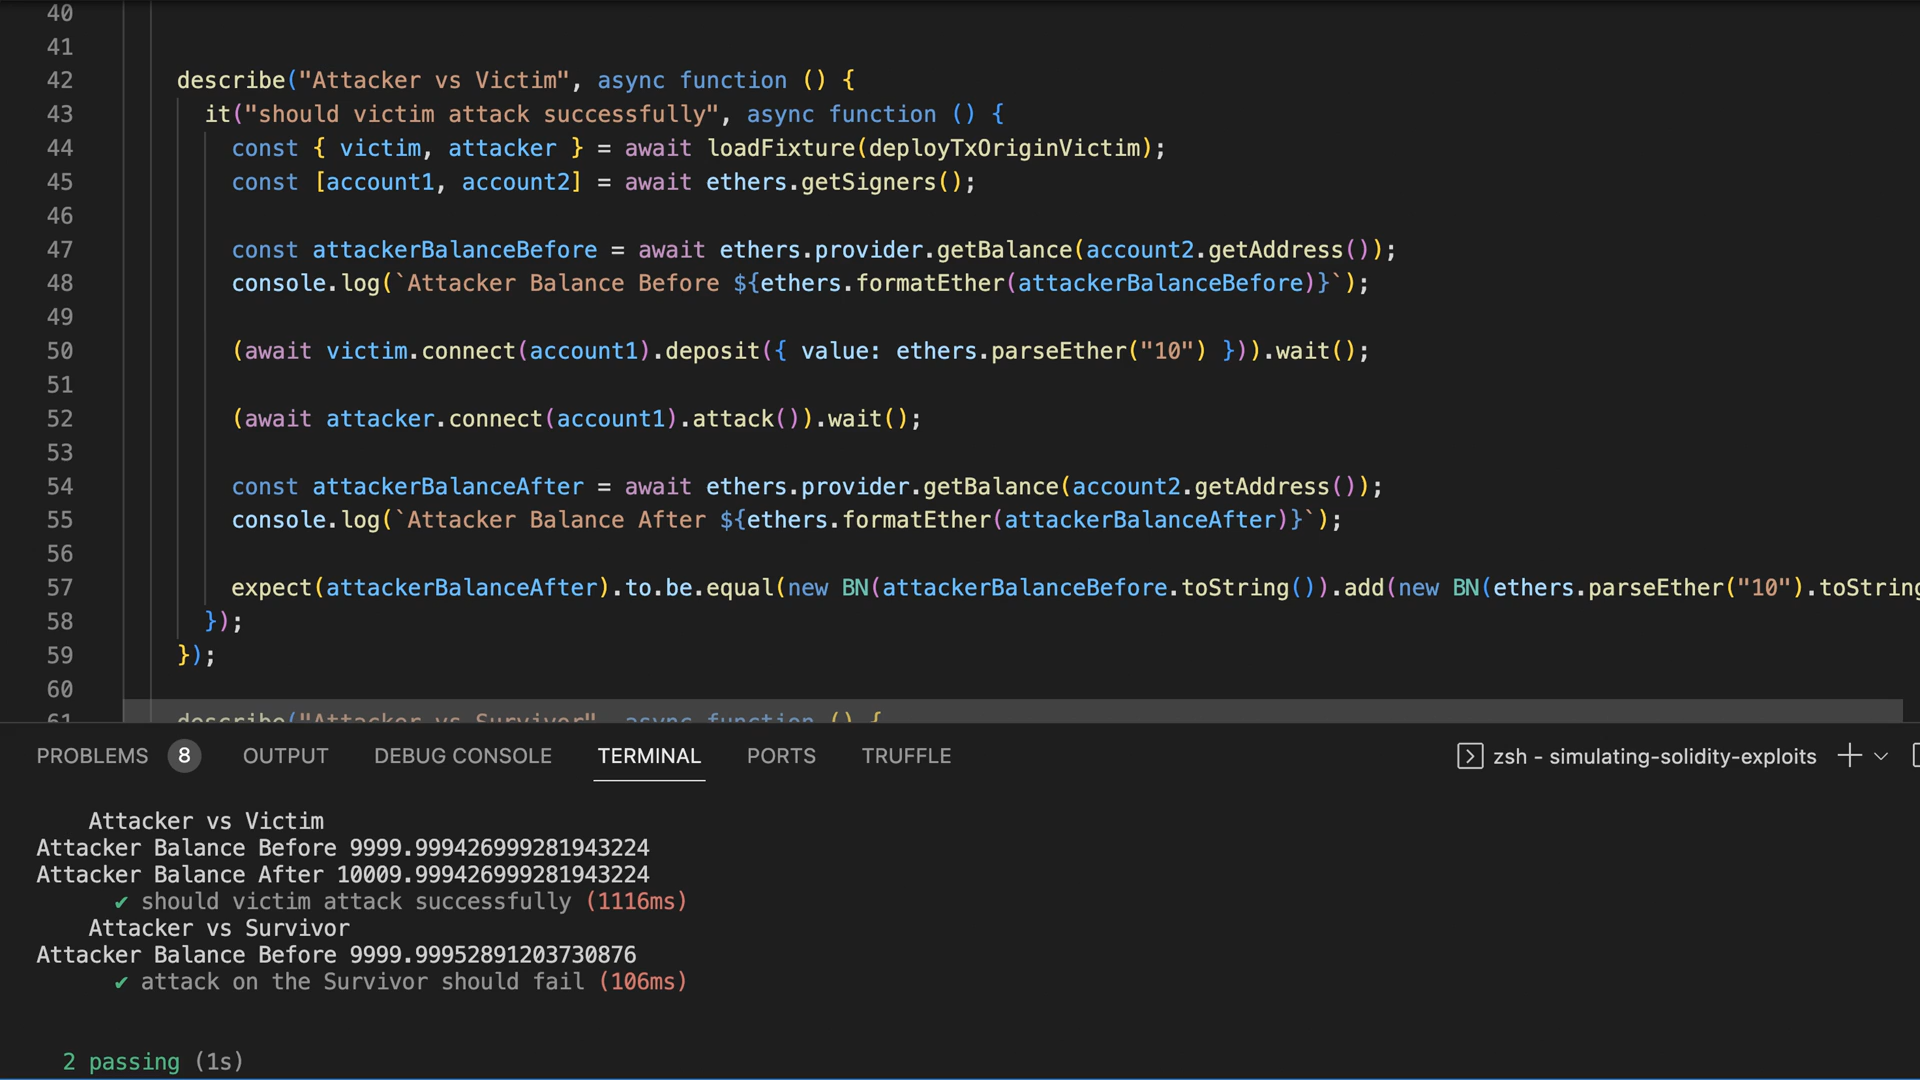 40
41
42 describe("Attacker vs Victim", async function () {
43 it("should victim attack successfully", async function () {
44 const { victim, attacker } = await loadFixture(deployTxOriginVictim);
45 const [account1, account2] = await ethers.getSigners();
46
47 const attackerBalanceBefore = await ethers.provider.getBalance(account2.getAddress());
48 console.log(`Attacker Balance Before ${ethers.formatEther(attackerBalanceBefore)}`);
49
50 (await victim.connect(account1).deposit({ value: ethers.parseEther("10") })).wait();
51
52 (await attacker.connect(account1).attack()).wait();
53
54 const attackerBalanceAfter = await ethers.provider.getBalance(account2.getAddress());
55 console.log(`Attacker Balance After ${ethers.formatEther(attackerBalanceAfter)}`);
56
57 expect(attackerBalanceAfter).to.be.equal(new BN(attackerBalanceBefore.toString()).add(new BN(ethers.parseEther("10").toString
58 });
59 });
60
61 describe("Attacker vs Survivor", async function () {
PROBLEMS 8 OUTPUT DEBUG CONSOLE TERMINAL PORTS TRUFFLE zsh - simulating-solidity-exploits
Attacker vs Victim
Attacker Balance Before 9999.999426999281943224
Attacker Balance After 10009.999426999281943224
✔ should victim attack successfully (1116ms)
Attacker vs Survivor
Attacker Balance Before 9999.99952891203730876
✔ attack on the Survivor should fail (106ms)
2 passing (1s)